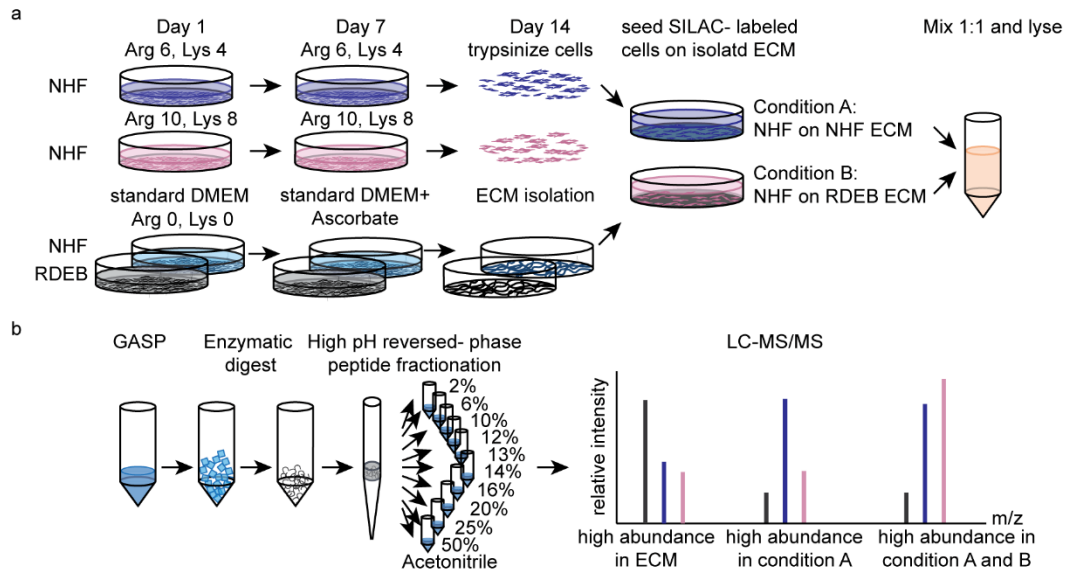 a
Day 1
Day 7
Day 14
seed SILAC- labeled
Mix 1:1 and lyse
Arg 6, Lys 4
Arg 6, Lys 4
trypsinize cells
cells on isolatd ECM
NHF
Condition A:
NHF on NHF ECM
Arg 10, Lys 8
Arg 10, Lys 8
NHF
Condition B:
NHF on RDEB ECM
standard DMEM
Arg 0, Lys 0
standard DMEM+
Ascorbate
ECM isolation
NHF
RDEB
b
GASP
Enzymatic
digest
High pH reversed- phase
peptide fractionation
LC-MS/MS
2%
6%
10%
12%
13%
14%
16%
20%
25%
50%
Acetonitrile
relative intensity
m/z
high abundance
in ECM
high abundance
in condition A
high abundance in
condition A and B